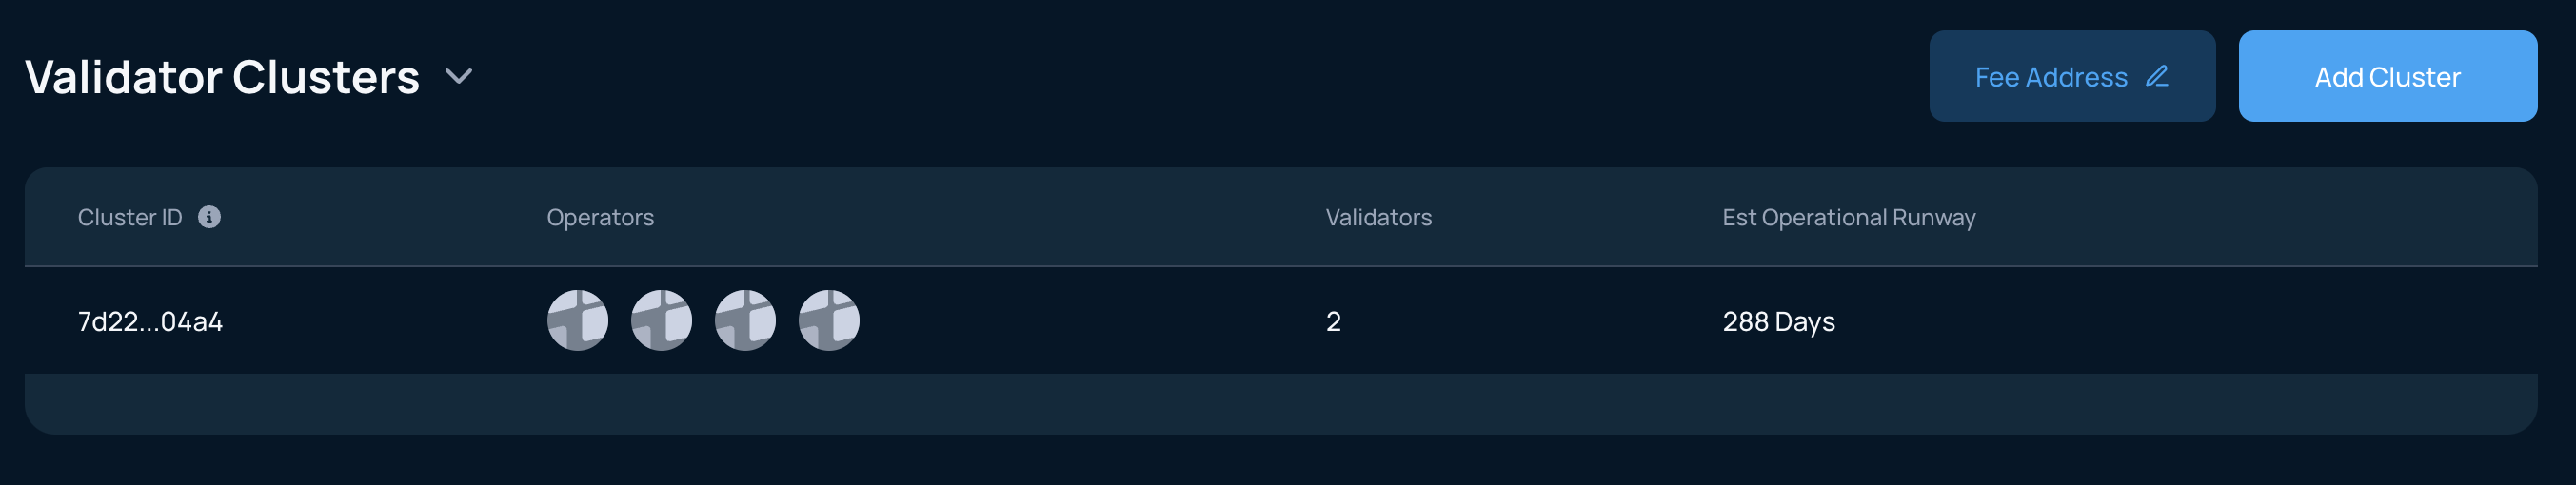 Validator Clusters
Fee Address
Add Cluster
Cluster ID
Operators
Validators
Est Operational Runway
7d22...04a4
2
288 Days